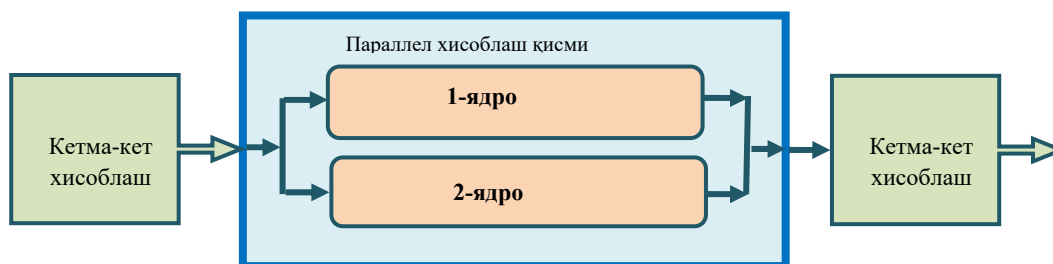 Параллел хисоблаш қисми
1-ядро
Кетма-кет
хисоблаш
2-ядро
Кетма-кет
хисоблаш